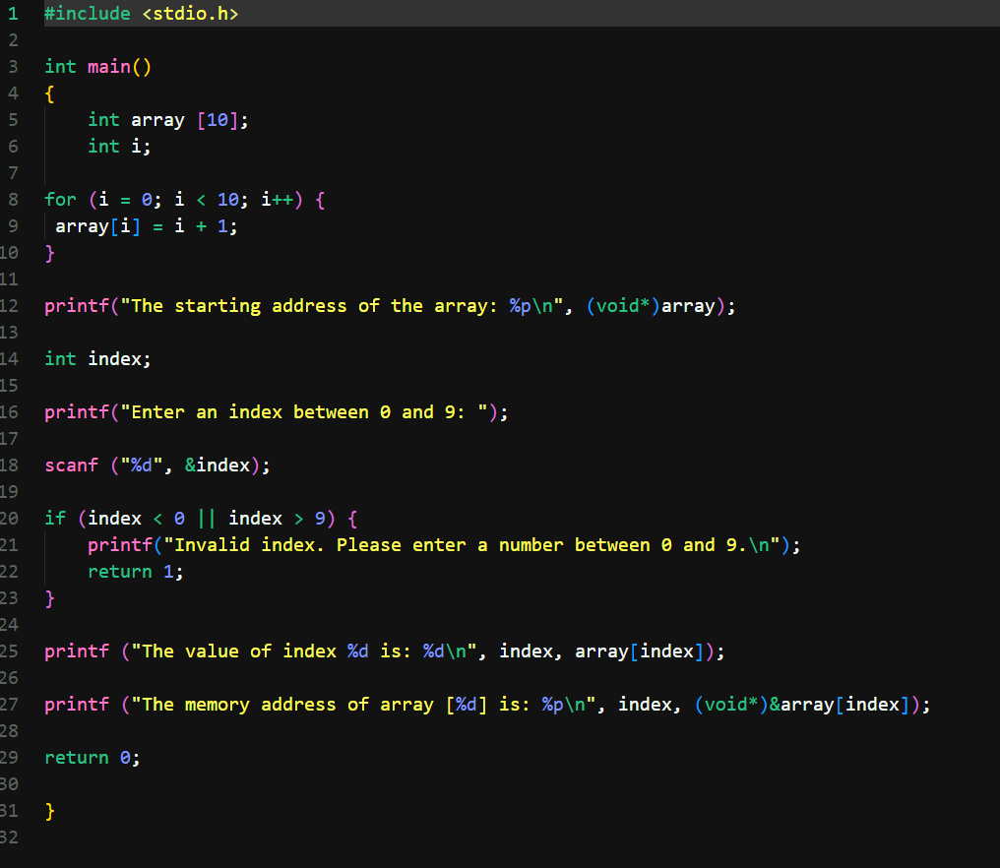 1 #include <stdio.h>
2
3 int main()
4 {
5     int array [10];
6     int i;
7
8 for (i = 0; i < 10; i++) {
9  array[i] = i + 1;
10 }
11
12 printf("The starting address of the array: %p\n", (void*)array);
13
14 int index;
15
16 printf("Enter an index between 0 and 9: ");
17
18 scanf ("%d", &index);
19
20 if (index < 0 || index > 9) {
21     printf("Invalid index. Please enter a number between 0 and 9.\n");
22     return 1;
23 }
24
25 printf ("The value of index %d is: %d\n", index, array[index]);
26
27 printf ("The memory address of array [%d] is: %p\n", index, (void*)&array[index]);
28
29 return 0;
30
31 }
32